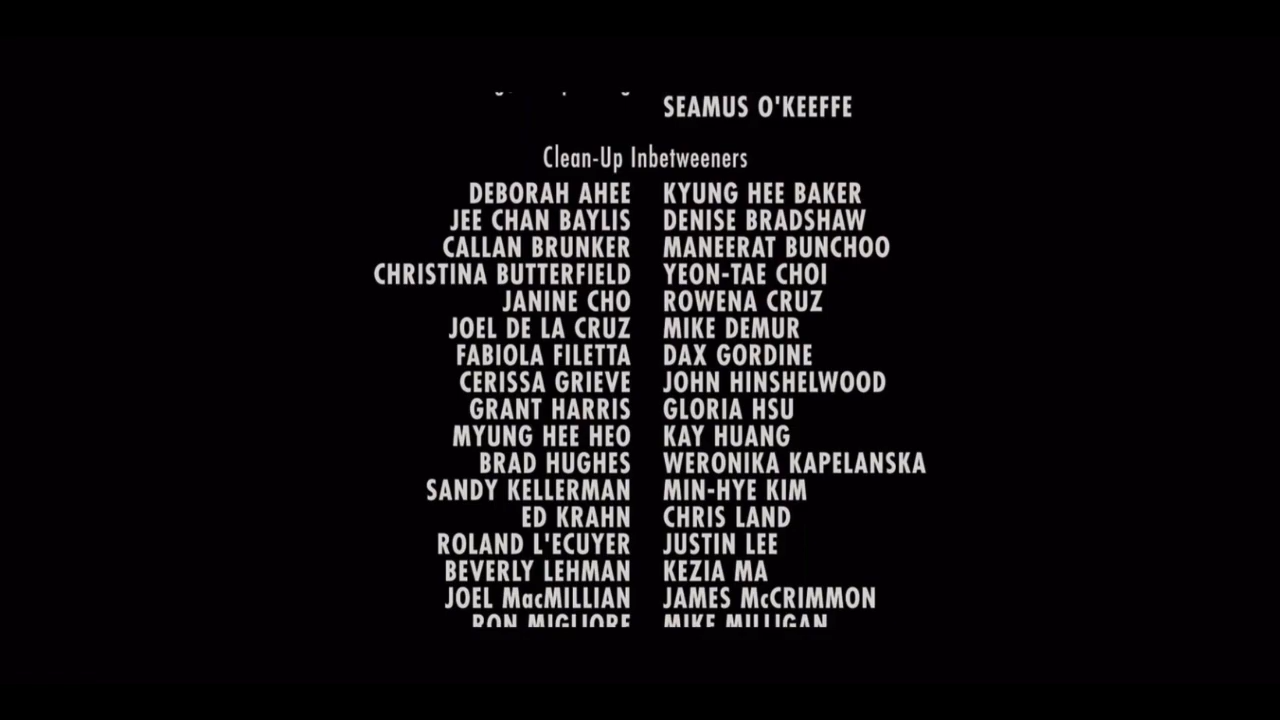 SEAMUS O'KEEFFE
Clean-Up Inbetweeners
DEBORAH AHEE KYUNG HEE BAKER
JEE CHAN BAYLIS DENISE BRADSHAW
CALLAN BRUNKER MANEERAT BUNCHOO
CHRISTINA BUTTERFIELD YEON-TAE CHOI
JANINE CHO ROWENA CRUZ
JOEL DE LA CRUZ MIKE DEMUR
FABIOLA FILETTA DAX GORDINE
CERISSA GRIEVE JOHN HINSHELWOOD
GRANT HARRIS GLORIA HSU
MYUNG HEE HEO KAY HUANG
BRAD HUGHES WERONIKA KAPELANSKA
SANDY KELLERMAN MIN-HYE KIM
ED KRAHN CHRIS LAND
ROLAND L'ECUYER JUSTIN LEE
BEVERLY LEHMAN KEZIA MA
JOEL MacMILLIAN JAMES McCRIMMON
RON MIGLIORE MIKE MILLIGAN